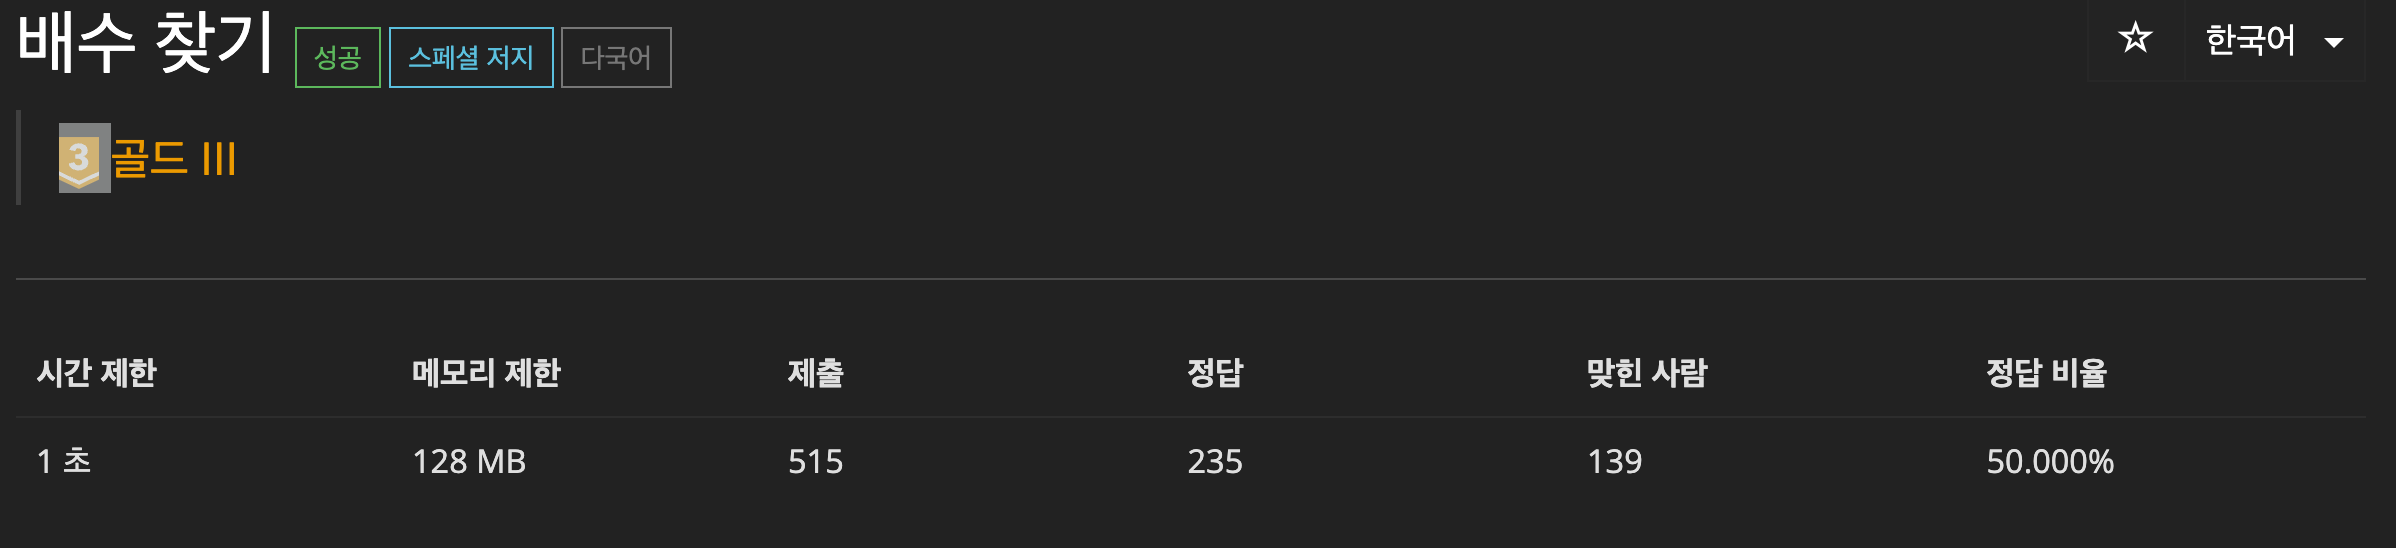 배수 찾기 성공 스페셜 저지 다국어 ☆ 한국어
3 골드 III
시간 제한 메모리 제한 제출 정답 맞힌 사람 정답 비율
1 초 128 MB 515 235 139 50.000%